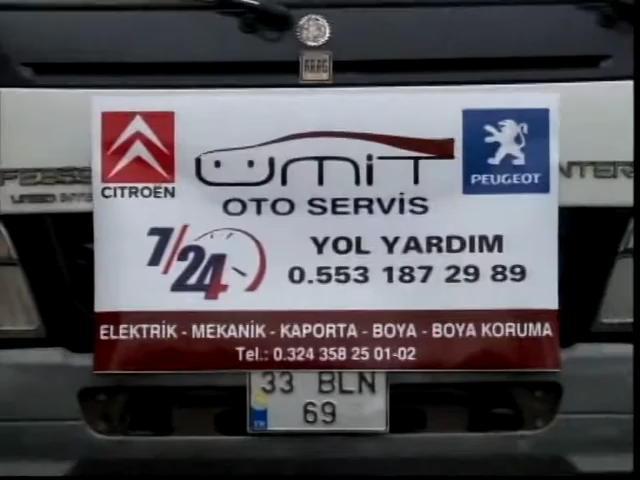 CITROËN
ÜMİT
OTO SERVİS
PEUGEOT
7/24
YOL YARDIM
0.553 187 29 89
ELEKTRİK - MEKANİK - KAPORTA - BOYA - BOYA KORUMA
Tel.: 0.324 358 25 01-02
33 BLN
69